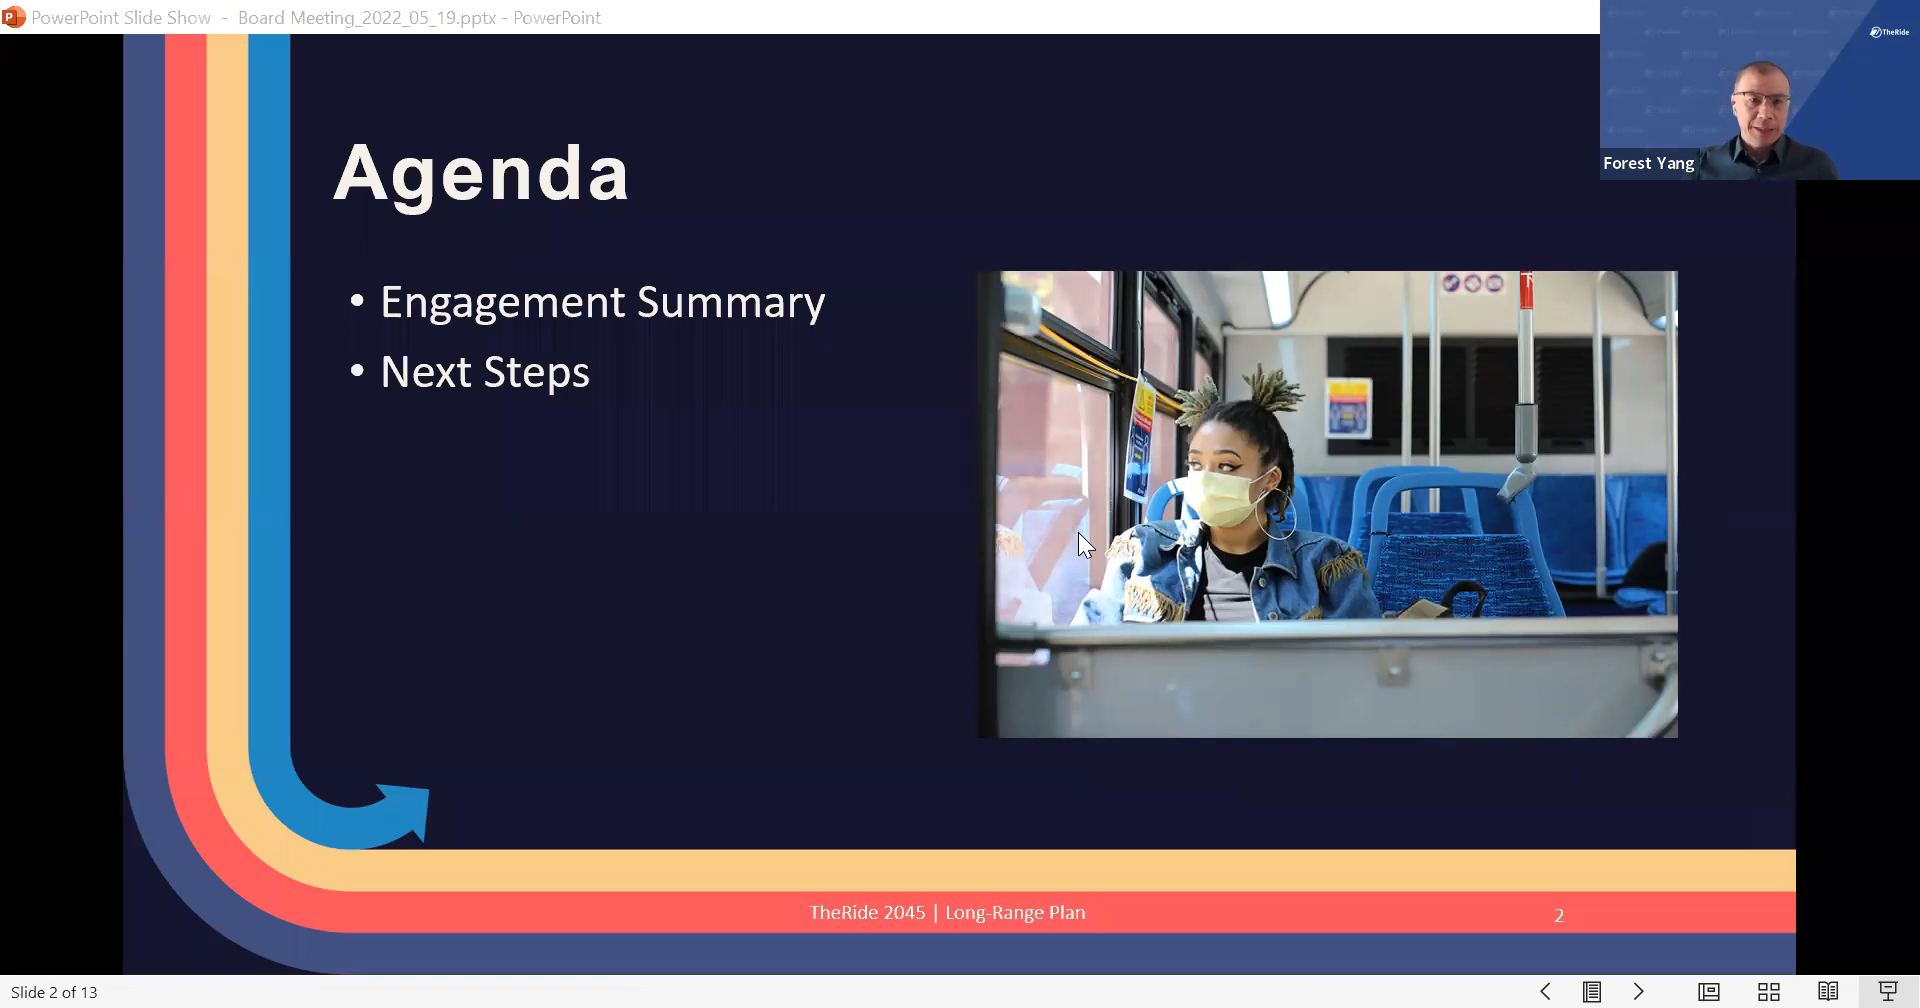 PowerPoint Slide Show - Board Meeting_2022_05_19.pptx - PowerPoint
TheRide
Forest Yang
Agenda
• Engagement Summary
• Next Steps
TheRide 2045 | Long-Range Plan
2
Slide 2 of 13